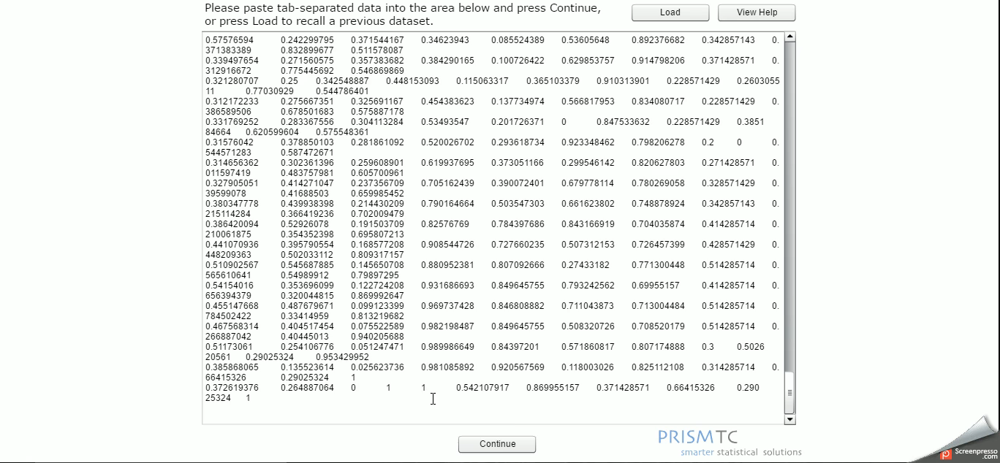 Please paste tab-separated data into the area below and press Continue,
or press Load to recall a previous dataset.
Load
View Help
0.57576594 0.242299795 0.371544167 0.34623943 0.085524389 0.53605648 0.892376682 0.342857143 0.
371383389 0.832899677 0.511578087
0.339497654 0.271560575 0.357383682 0.384290165 0.100726422 0.629853757 0.914798206 0.371428571 0.
312916672 0.775445692 0.546869869
0.321280707 0.25 0.342548887 0.448153093 0.115063317 0.365103379 0.910313901 0.228571429 0.2603055
11 0.77030929 0.544786401
0.312172233 0.275667351 0.325691167 0.454383623 0.137734974 0.566817953 0.834080717 0.228571429 0.
386589506 0.678501683 0.575887178
0.331769252 0.283367556 0.304113284 0.53493547 0.201726371 0 0.847533632 0.228571429 0.3851
84664 0.620599604 0.575548361
0.31576042 0.378850103 0.281861092 0.520026702 0.293618734 0.923348462 0.798206278 0.2 0 0.
544571283 0.587472671
0.314656362 0.302361396 0.259608901 0.619937695 0.373051166 0.299546142 0.820627803 0.271428571 0.
011597419 0.483757981 0.605700961
0.327905051 0.414271047 0.237356709 0.705162439 0.390072401 0.679778114 0.780269058 0.328571429 0.
39599078 0.41688503 0.659985452
0.380347778 0.439938398 0.214430209 0.790164664 0.503547303 0.661623802 0.748878924 0.342857143 0.
215114284 0.366419236 0.702009479
0.386420094 0.52926078 0.191503709 0.82576769 0.784397686 0.843166919 0.704035874 0.414285714 0.
210061875 0.354352398 0.695807213
0.441070936 0.395790554 0.168577208 0.908544726 0.727660235 0.507312153 0.726457399 0.428571429 0.
448209363 0.502033112 0.809317157
0.510902567 0.545687885 0.145650708 0.880952381 0.807092666 0.27433182 0.771300448 0.514285714 0.
565610641 0.54989912 0.79897295
0.54154016 0.353696099 0.122724208 0.931686693 0.849645755 0.793242562 0.69955157 0.414285714 0.
656394379 0.320044815 0.869992647
0.455147668 0.487679671 0.099123399 0.969737428 0.846808882 0.711043873 0.713004484 0.514285714 0.
784502422 0.33414959 0.813219682
0.467568314 0.404517454 0.075522589 0.982198487 0.849645755 0.508320726 0.708520179 0.514285714 0.
266887042 0.40445013 0.940205688
0.51173061 0.254106776 0.051247471 0.989986649 0.84397201 0.571860817 0.807174888 0.3 0.5026
20561 0.29025324 0.953429952
0.385868065 0.135523614 0.025623736 0.981085892 0.920567569 0.118003026 0.825112108 0.314285714 0.
66415326 0.29025324 1
0.372619376 0.264887064 0 1 1 0.542107917 0.869955157 0.371428571 0.66415326 0.290
25324 1
Continue
PRISMTC
smarter statistical solutions
Screenpresso
.com